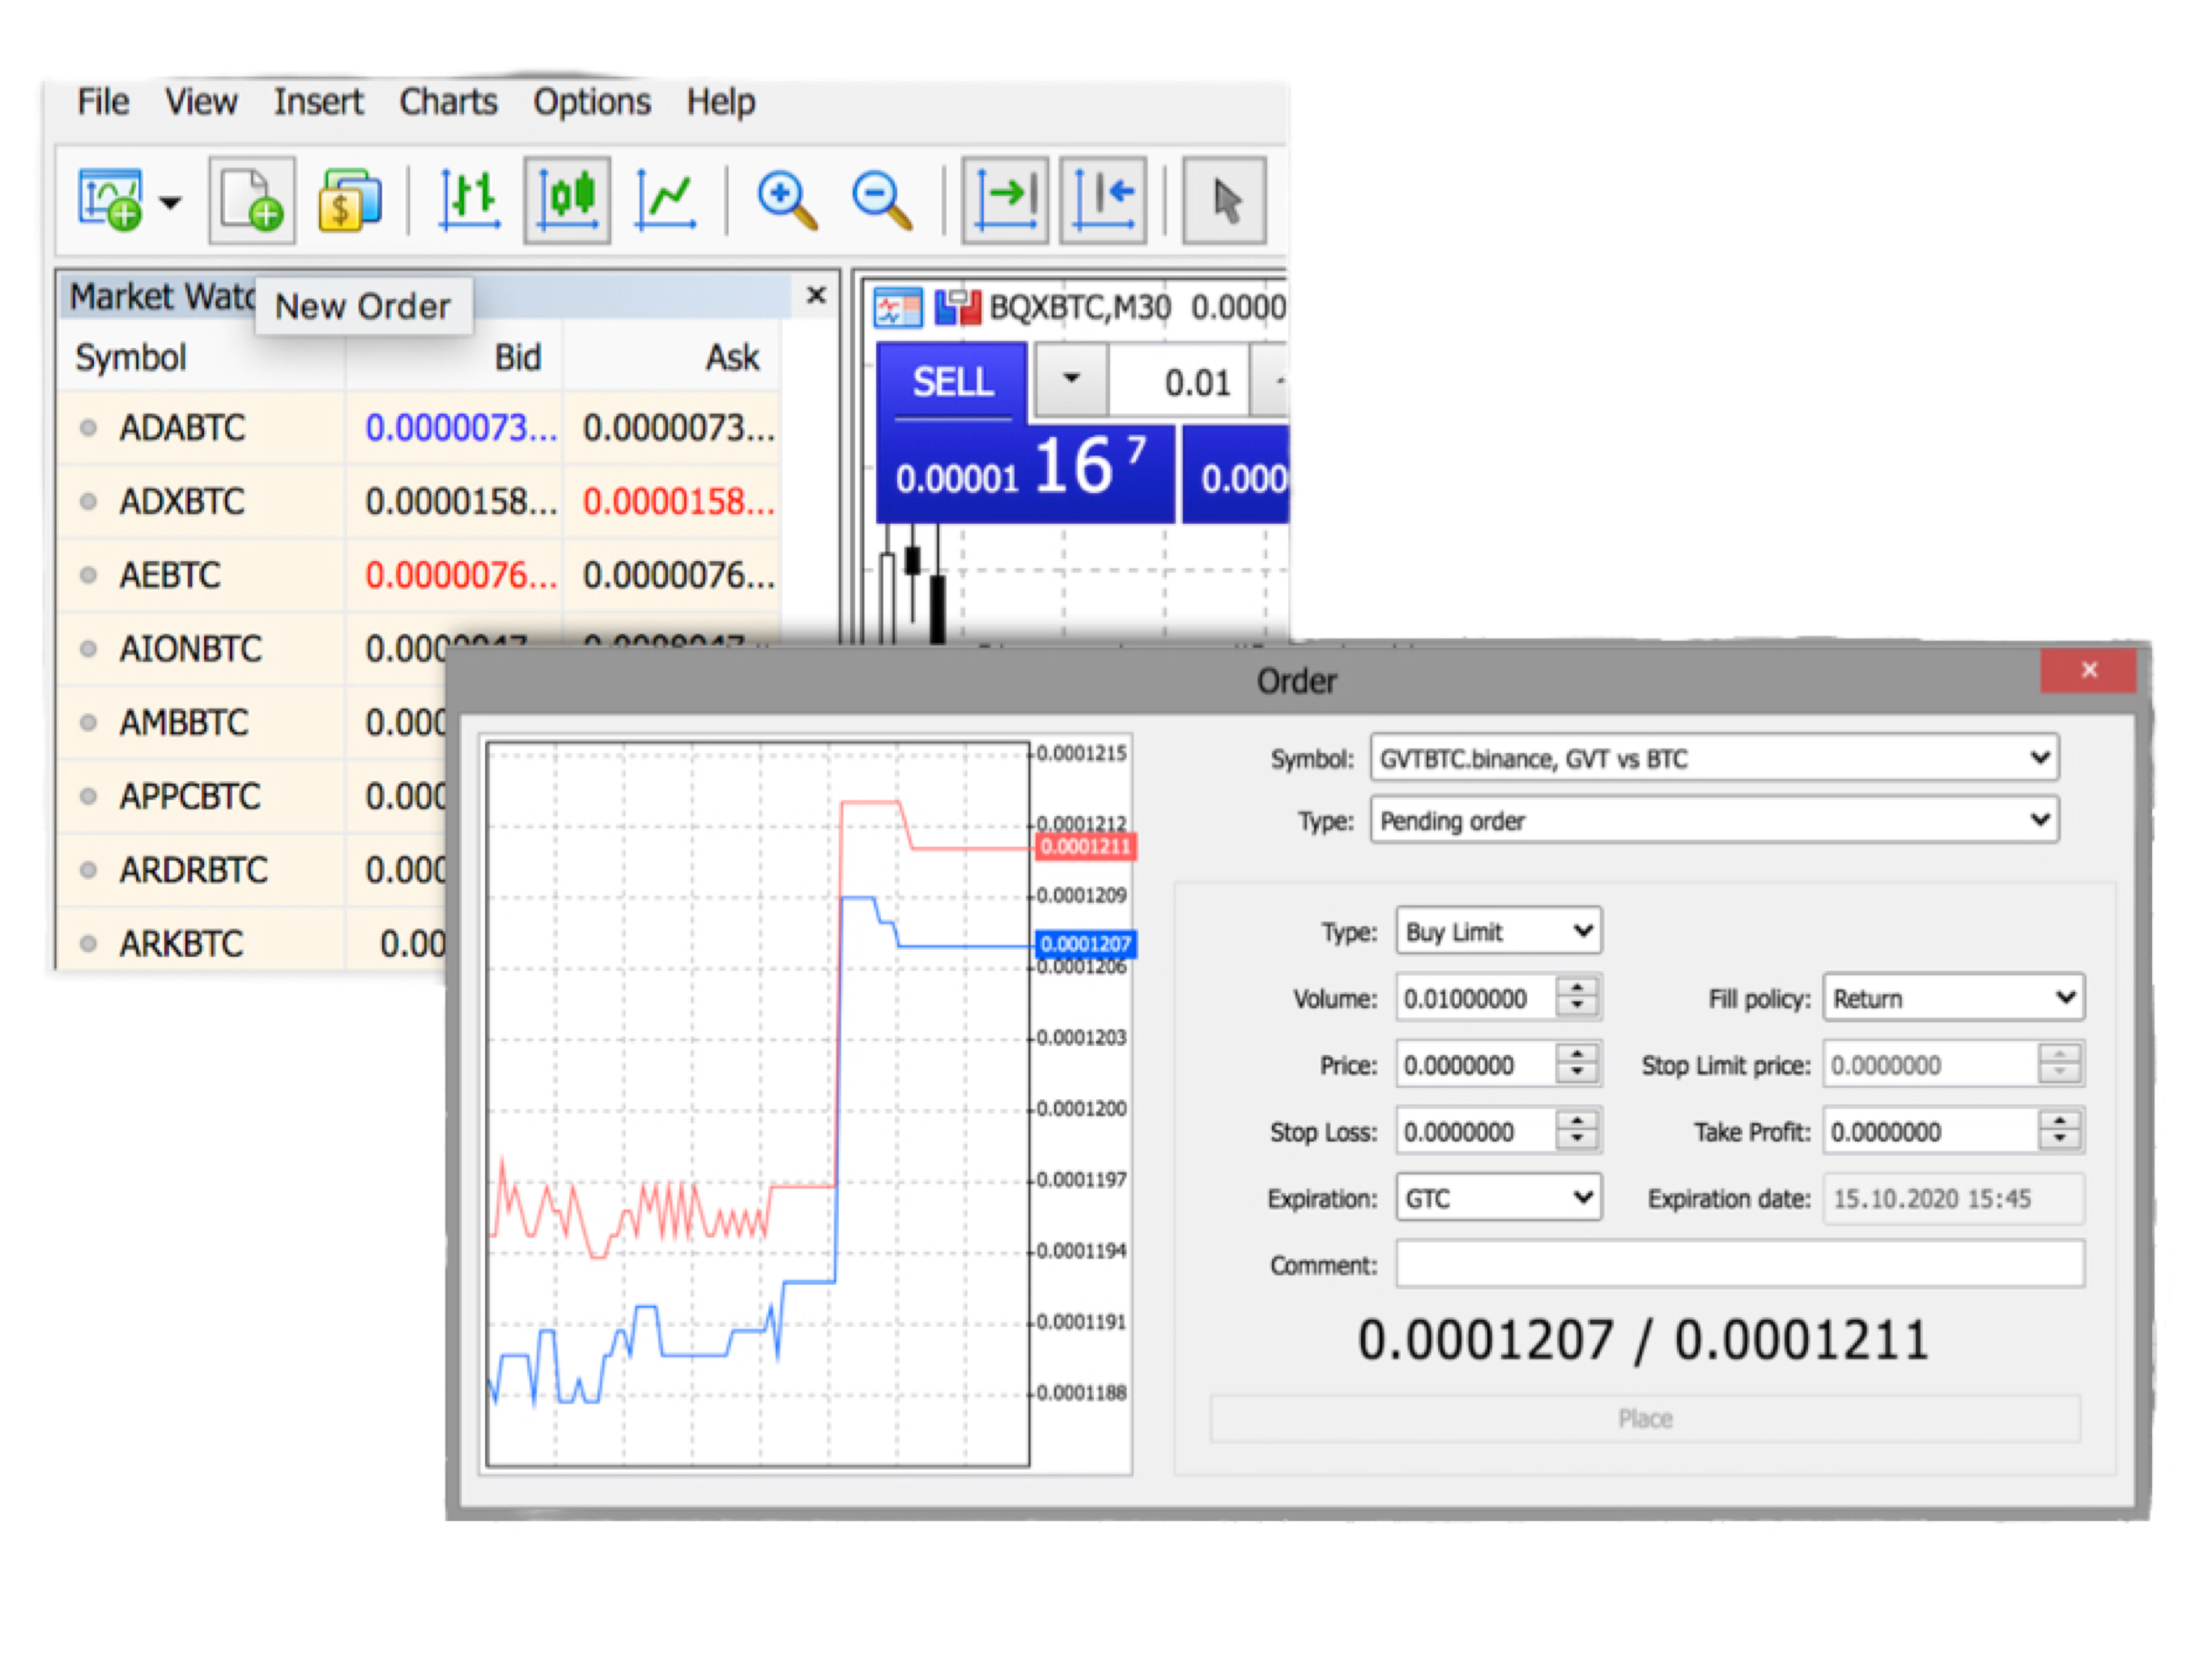 File View Insert Charts Options Help
Market Watc
New Order
Symbol Bid Ask
ADABTC 0.0000073... 0.0000073...
ADXBTC 0.0000158... 0.0000158...
AEBTC 0.0000076... 0.0000076...
AIONBTC
AMBBTC 0.000
APPCBTC 0.000
ARDRBTC 0.000
ARKBTC 0.00
BQXBTC,M30 0.0000
SELL 0.01
0.00001 16 7 0.000
Order
0.0001215
0.0001212
0.0001211
0.0001209
0.0001207
0.0001206
0.0001203
0.0001200
0.0001197
0.0001194
0.0001191
0.0001188
Symbol: GVTBTC.binance, GVT vs BTC
Type: Pending order
Type: Buy Limit
Volume: 0.01000000 Fill policy: Return
Price: 0.0000000 Stop Limit price: 0.0000000
Stop Loss: 0.0000000 Take Profit: 0.0000000
Expiration: GTC Expiration date: 15.10.2020 15:45
Comment:
0.0001207 / 0.0001211
Place